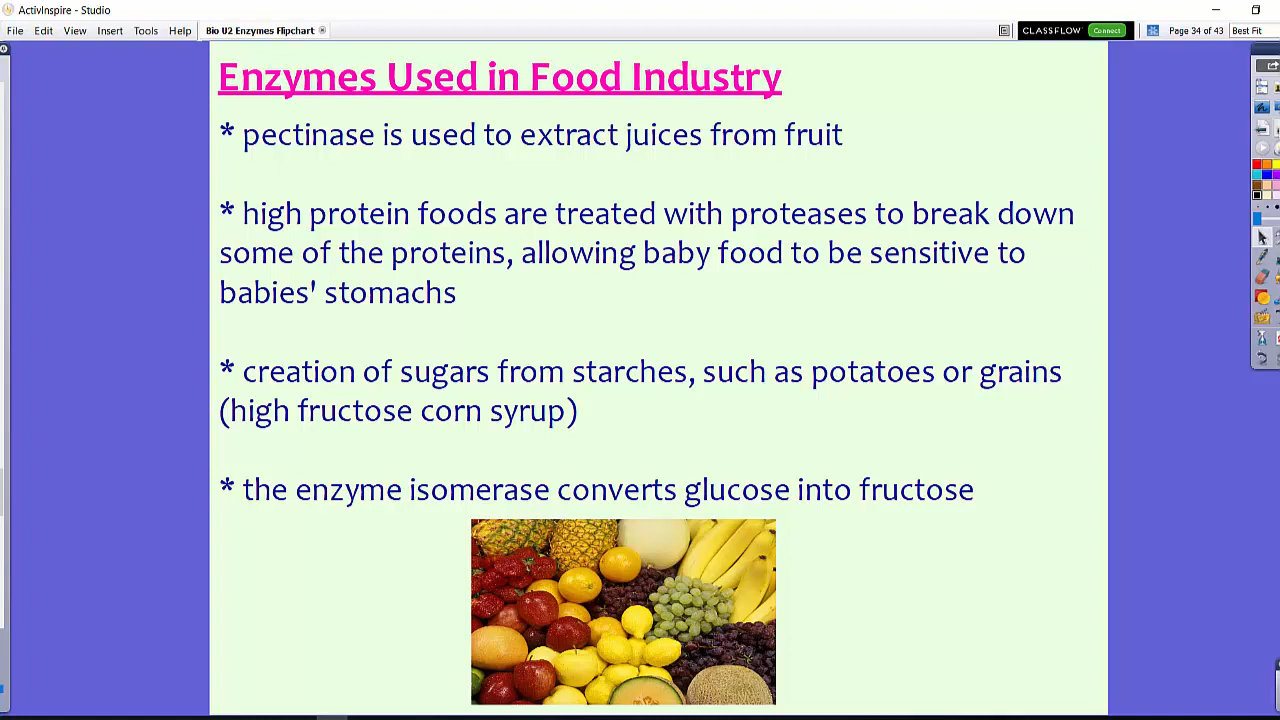 ActivInspire - Studio
File Edit View Insert Tools Help Bio U2 Enzymes Flipchart CLASSFLOW Connect Page 34 of 43 Best Fit
Enzymes Used in Food Industry
* pectinase is used to extract juices from fruit
* high protein foods are treated with proteases to break down
some of the proteins, allowing baby food to be sensitive to
babies' stomachs
* creation of sugars from starches, such as potatoes or grains
(high fructose corn syrup)
* the enzyme isomerase converts glucose into fructose